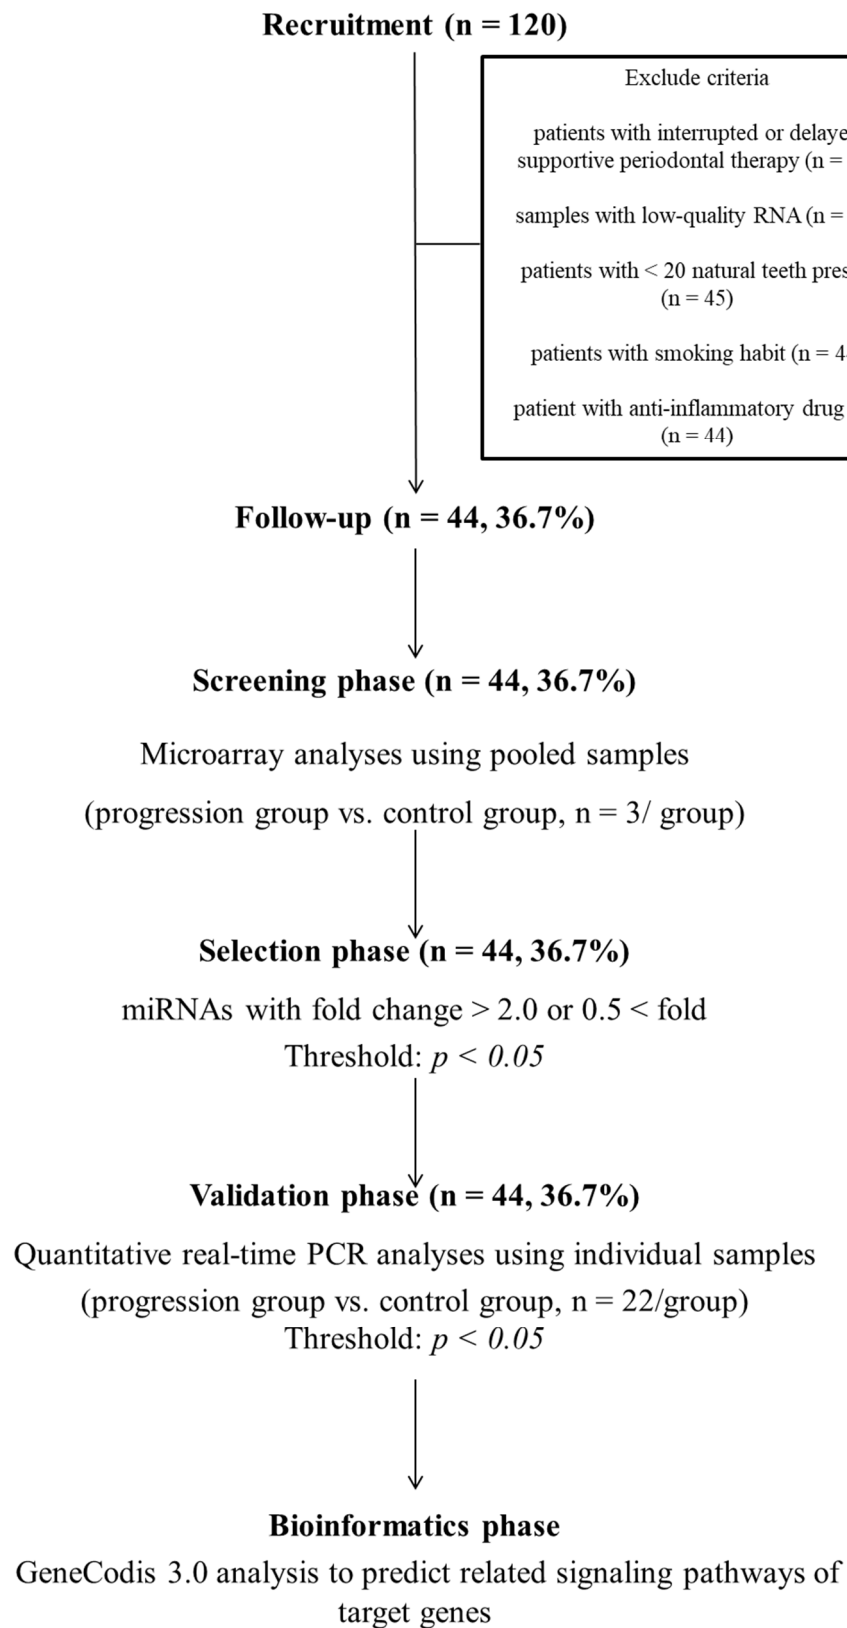 Recruitment (n = 120)
Exclude criteria
patients with interrupted or
supportive periodontal therapy (n =
samples with low-quality RNA (n =
patients with < 20 natural teeth
(n = 45)
patients with smoking habit (n =
patient with anti-inflammatory drug
(n = 44)
Follow-up (n = 44, 36.7%)
Screening phase (n = 44, 36.7%)
Microarray analyses using pooled samples
(progression group vs. control group, n = 3/ group)
Selection phase (n = 44, 36.7%)
miRNAs with fold change > 2.0 or 0.5 < fold
Threshold: p < 0.05
Validation phase (n = 44, 36.7%)
Quantitative real-time PCR analyses using individual samples
(progression group vs. control group, n = 22/group)
Threshold: p < 0.05
Bioinformatics phase
GeneCodis 3.0 analysis to predict related signaling pathways of
target genes